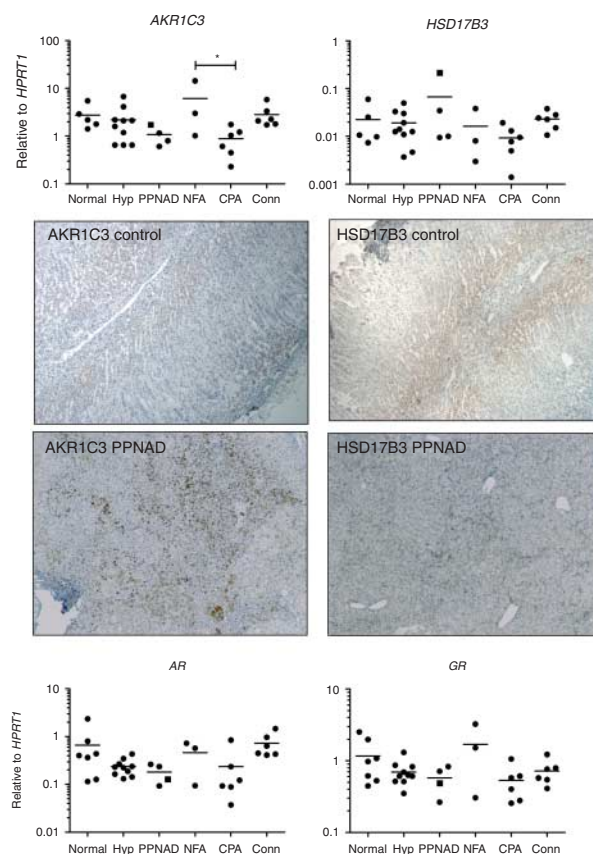 AKR1C3
HSD17B3
Relative to HPRT1
100
10
1
0.1
*
Normal Hyp PPNAD NFA CPA Conn
1
0.1
0.01
0.001
Normal Hyp PPNAD NFA CPA Conn
AKR1C3 control
HSD17B3 control
AKR1C3 PPNAD
HSD17B3 PPNAD
AR
GR
Relative to HPRT1
10
1
0.1
0.01
Normal Hyp PPNAD NFA CPA Conn
10
1
0.1
Normal Hyp PPNAD NFA CPA Conn